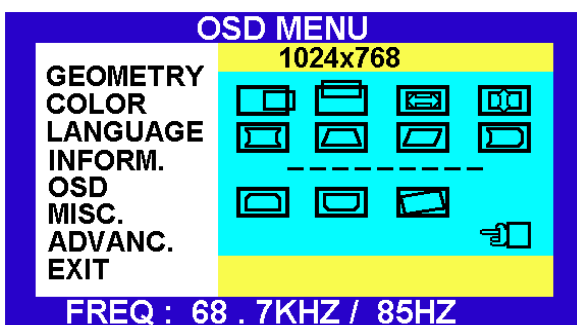 OSD MENU
1024x768
GEOMETRY
COLOR
LANGUAGE
INFORM.
OSD
MISC.
ADVANC.
EXIT
FREQ : 68 . 7KHZ / 85HZ